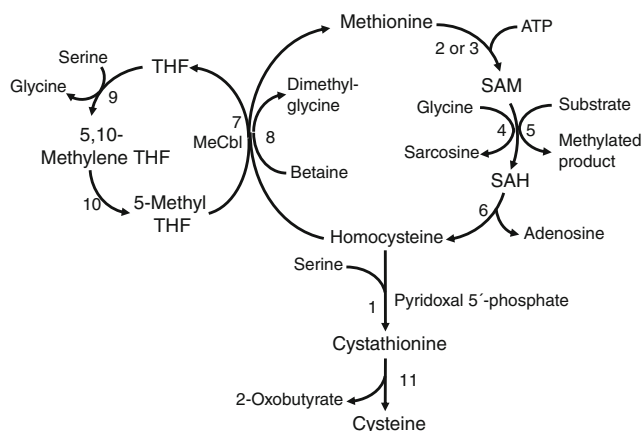 Methionine
ATP
2 or 3
SAM
Serine
THF
Glycine
9
5,10-
Methylene THF
10
5-Methyl
THF
7
MeCbl
8
Dimethyl-
glycine
Betaine
Glycine
Substrate
4
5
Sarcosine
Methylated
product
SAH
6
Adenosine
Homocysteine
Serine
1
Pyridoxal 5´-phosphate
Cystathionine
11
2-Oxobutyrate
Cysteine